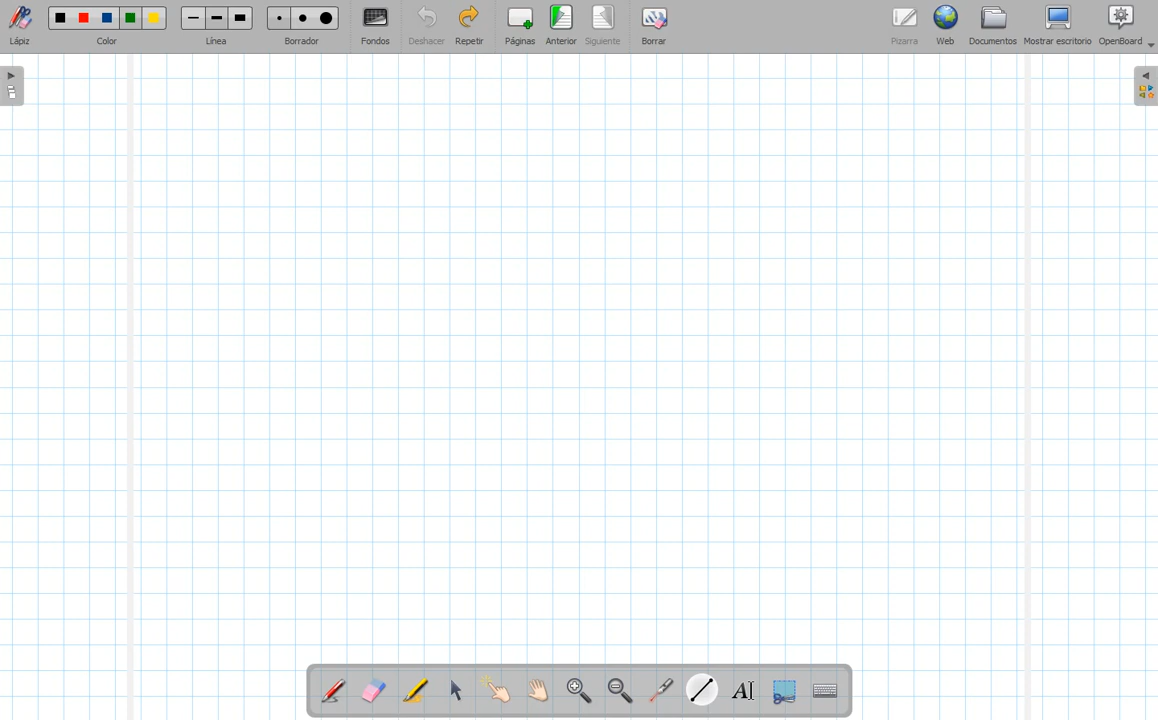 Lápiz Color Línea Borrador Fondos Deshacer Repetir Páginas Anterior Siguiente Borrar Pizarra Web Documentos Mostrar escritorio OpenBoard